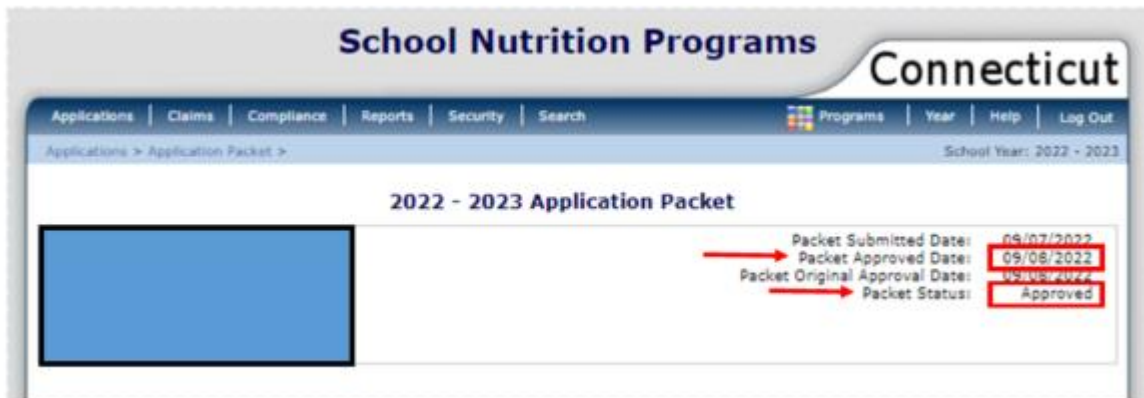 School Nutrition Programs
Connecticut
Applications | Claims | Compliance | Reports | Security | Search Programs | Year | Help | Log Out
Applications > Application Packet > School Year: 2022 - 2023
2022 - 2023 Application Packet
Packet Submitted Date: 09/07/2022
Packet Approved Date: 09/08/2022
Packet Original Approval Date: 09/08/2022
Packet Status: Approved